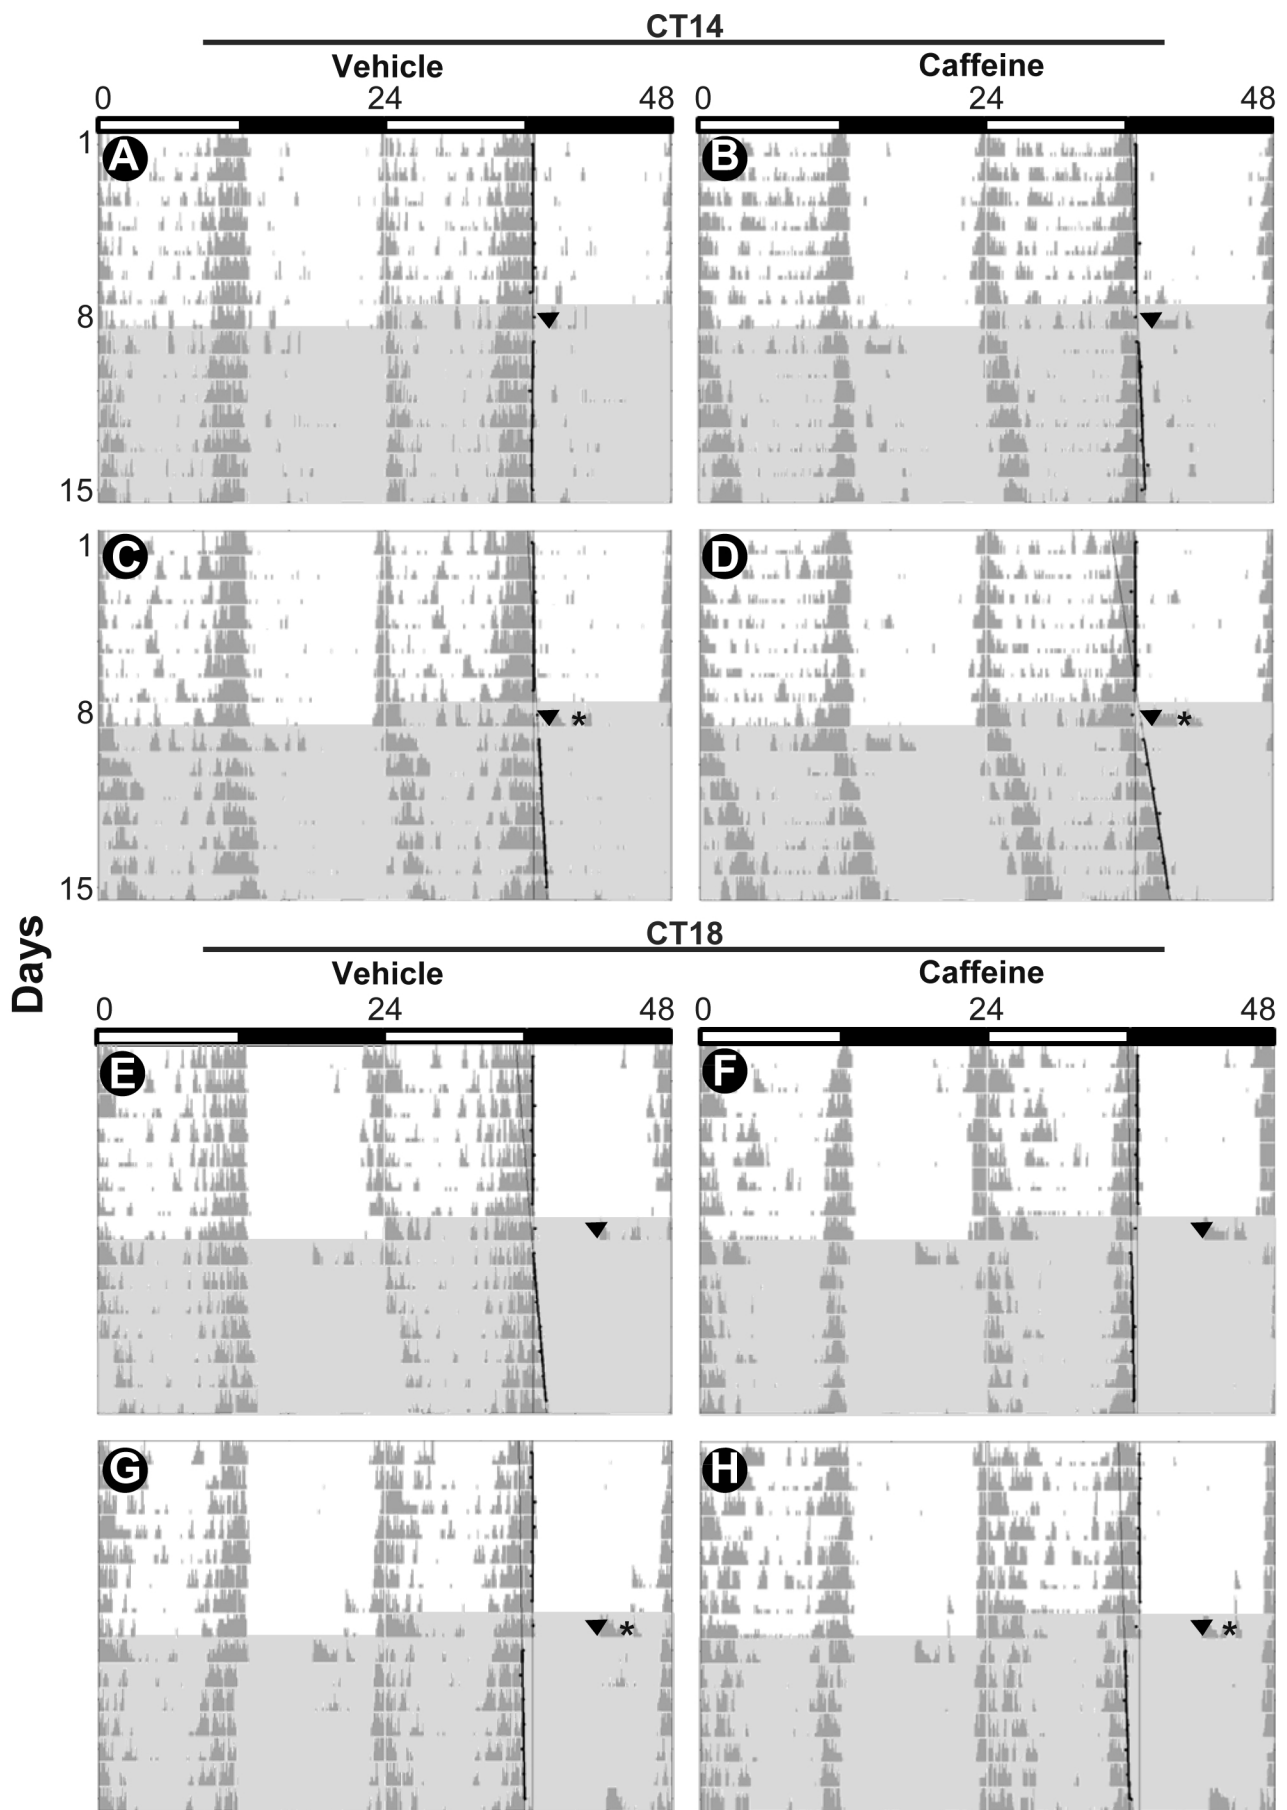 CT14
Vehicle Caffeine
0 24 48 0 24 48
1 A B
8
15
1 C D
8 * *
15
Days
CT18
Vehicle Caffeine
0 24 48 0 24 48
E F
G H
* *